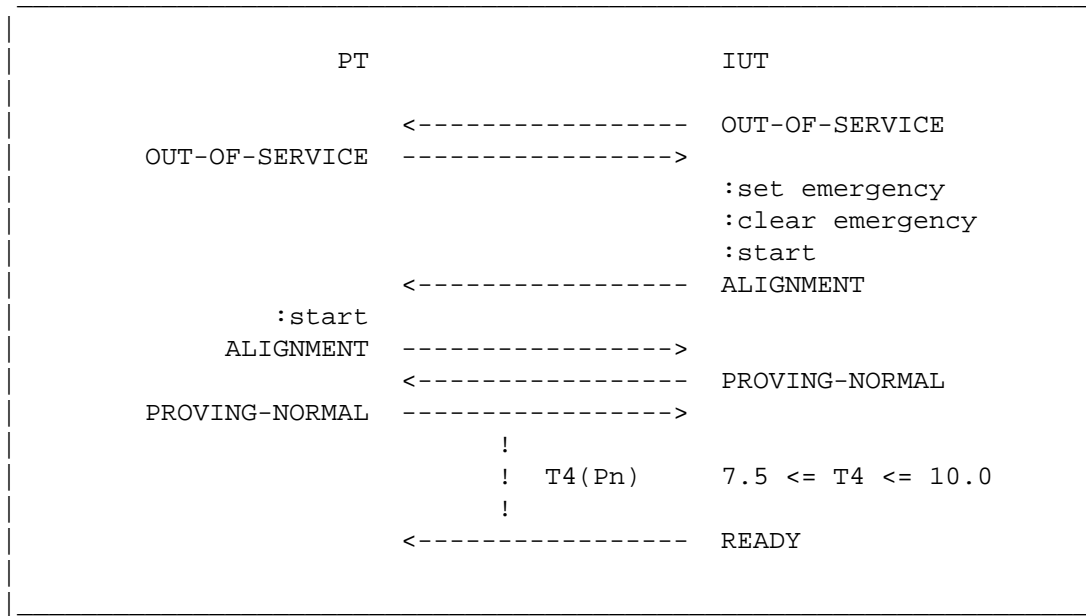 PT IUT
<----------------- OUT-OF-SERVICE
OUT-OF-SERVICE ----------------->
:set emergency
:clear emergency
:start
<----------------- ALIGNMENT
:start
ALIGNMENT ----------------->
<----------------- PROVING-NORMAL
PROVING-NORMAL ----------------->
!
! T4(Pn) 7.5 <= T4 <= 10.0
!
<----------------- READY